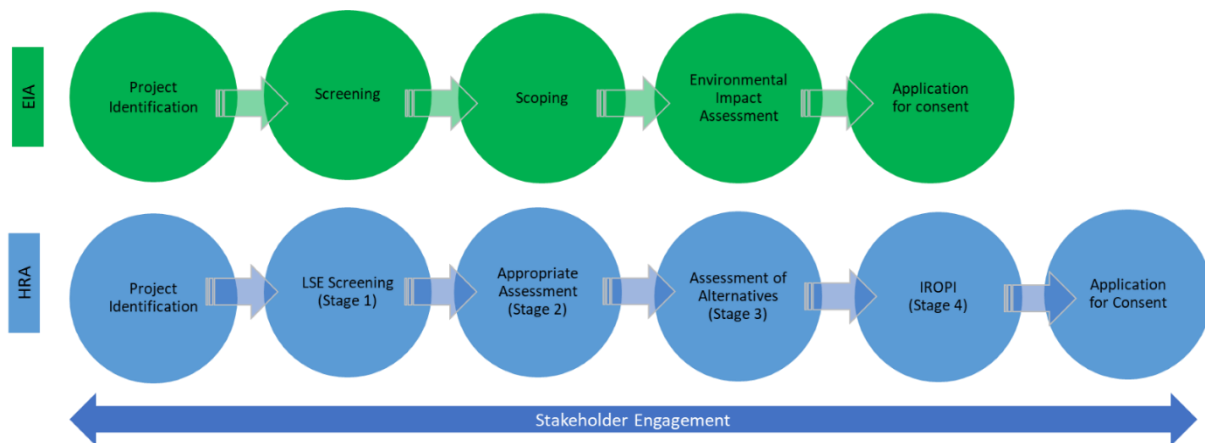 EIA
Project
Identification
Screening
Scoping
Environmental
Impact
Assessment
Application
for consent
HRA
Project
Identification
LSE Screening
(Stage 1)
Appropriate
Assessment
(Stage 2)
Assessment of
Alternatives
(Stage 3)
IROPI
(Stage 4)
Application
for Consent
Stakeholder Engagement